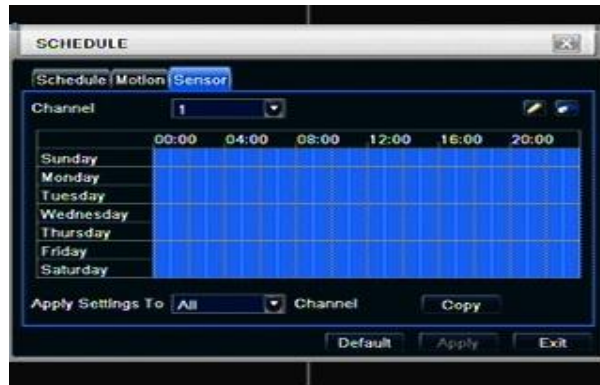 SCHEDULE
Schedule Motion Sensor
Channel 1
00:00 04:00 08:00 12:00 16:00 20:00
Sunday
Monday
Tuesday
Wednesday
Thursday
Friday
Saturday
Apply Settings To All Channel Copy
Default Apply Exit